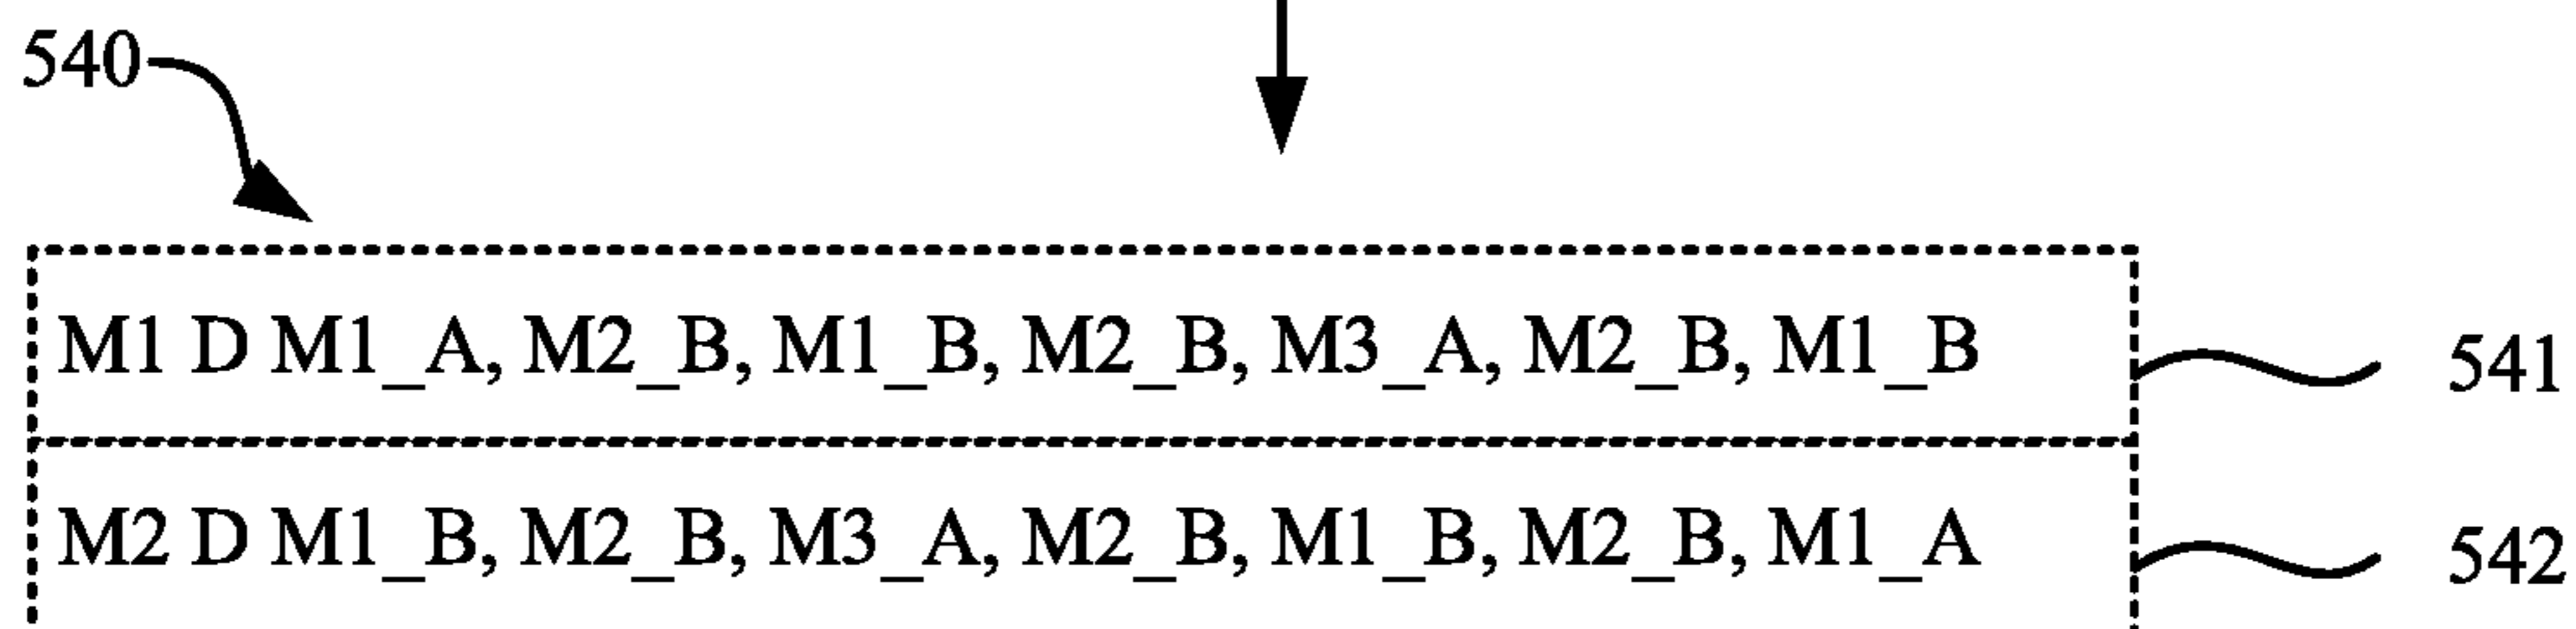 540
M1 D M1_A, M2_B, M1_B, M2_B, M3_A, M2_B, M1_B 541
M2 D M1_B, M2_B, M3_A, M2_B, M1_B, M2_B, M1_A 542